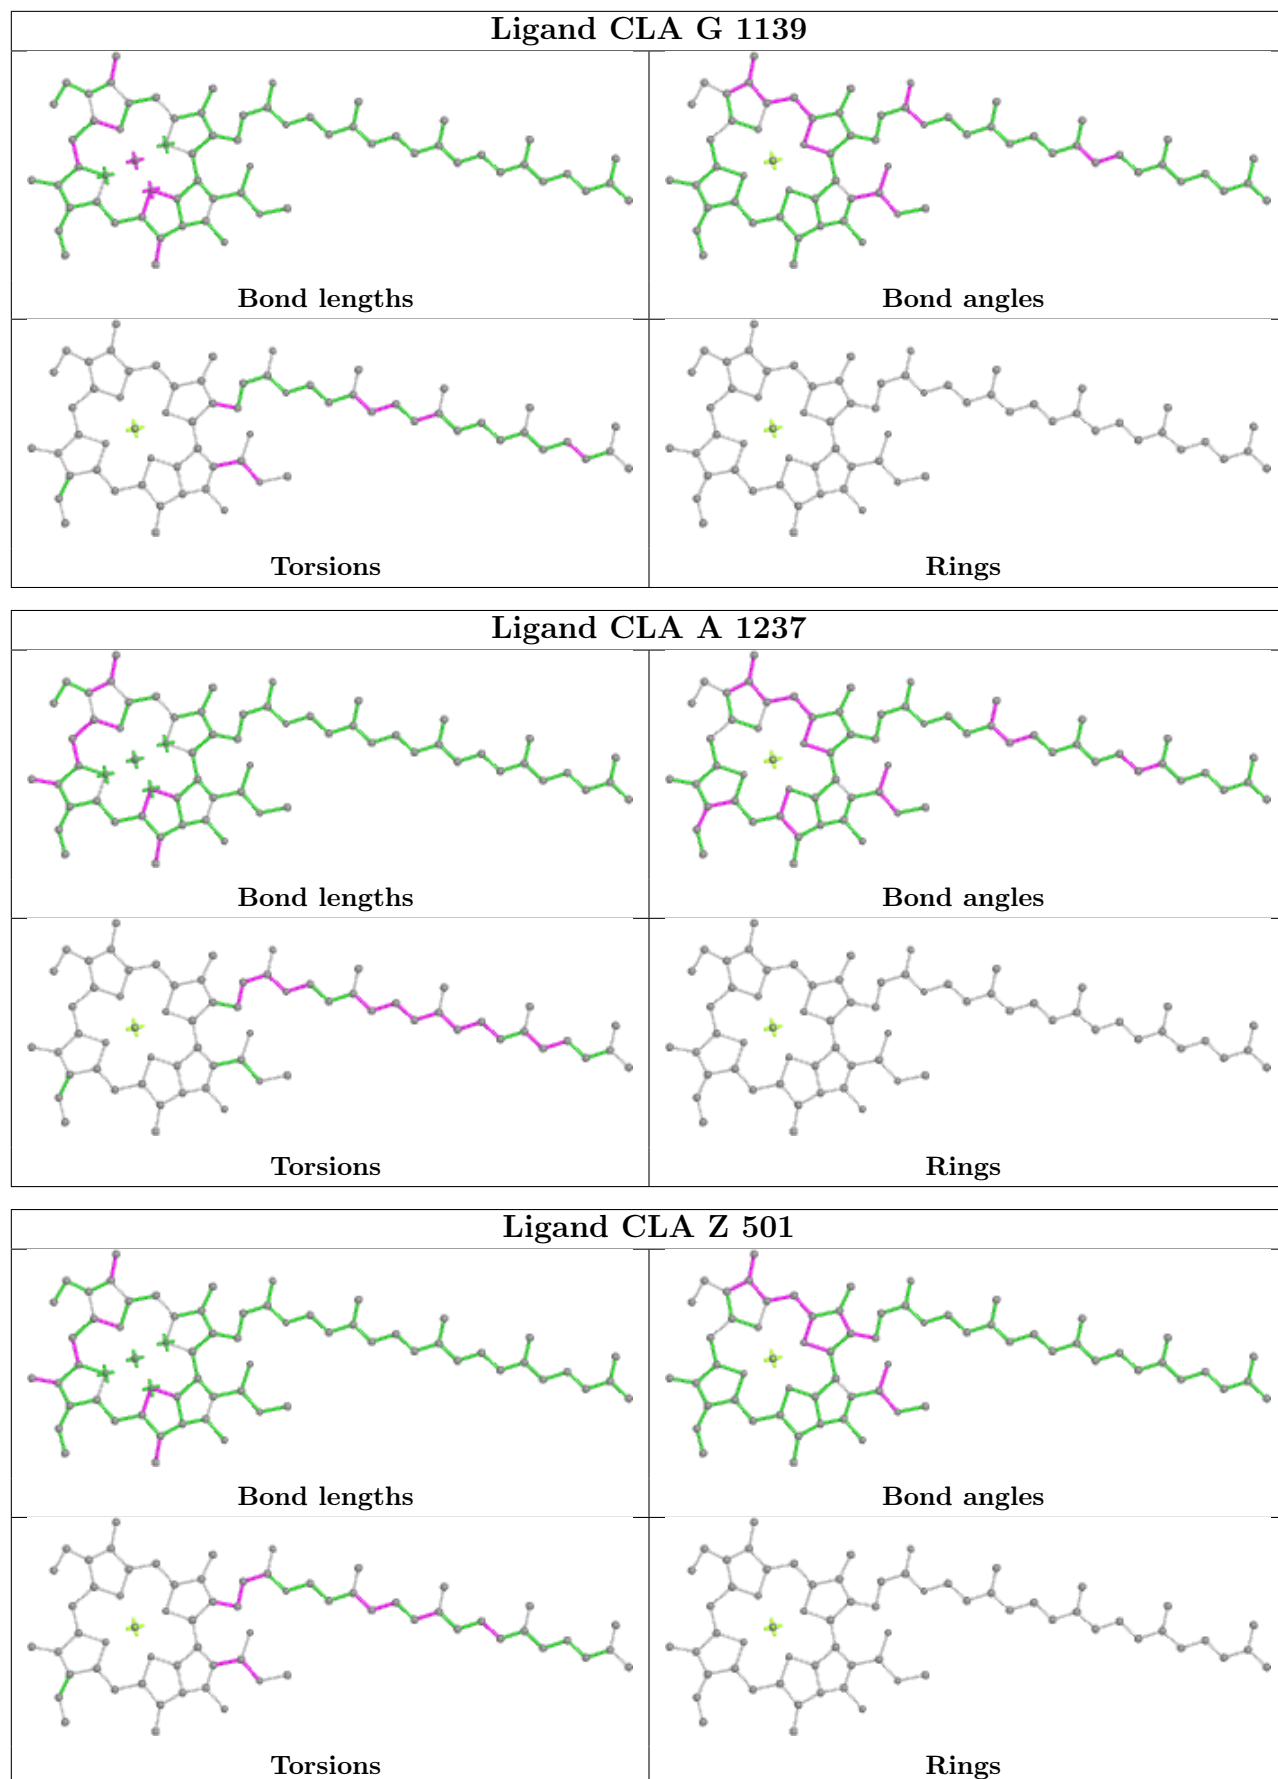 Ligand CLA G 1139
Bond lengths
Bond angles
Torsions
Rings
Ligand CLA A 1237
Bond lengths
Bond angles
Torsions
Rings
Ligand CLA Z 501
Bond lengths
Bond angles
Torsions
Rings